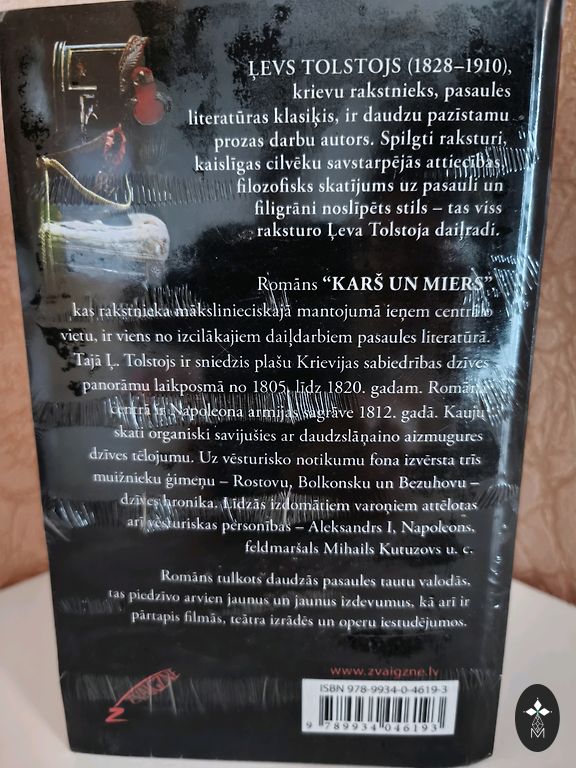 ĻEVS TOLSTOJS (1828–1910),
krievu rakstnieks, pasaules
literatūras klasiķis, ir daudzu pazīstamu
prozas darbu autors. Spilgti raksturi,
kaislīgas cilvēku savstarpējās attiecības,
filozofisks skatījums uz pasauli un
filigrāni noslīpēts stils – tas viss
raksturo Ļeva Tolstoja daiļradi.
Romāns “KARŠ UN MIERS”,
kas rakstnieka mākslinieciskajā mantojumā ieņem centrālo
vietu, ir viens no izcilākajiem daiļdarbiem pasaules literatūrā.
Tajā Ļ. Tolstojs ir sniedzis plašu Krievijas sabiedrības dzīves
panorāmu laikposmā no 1805. līdz 1820. gadam. Romāna
centrā ir Napoleona armijas sagrāve 1812. gadā. Kauju
skati organiski savijušies ar daudzslāņaino aizmugures
dzīves tēlojumu. Uz vēsturisko notikumu fona izvērsta trīs
muižnieku ģimeņu – Rostovu, Bolkonsku un Bezuhovu –
dzīves hronika. Līdzās izdomātiem varoņiem attēlotas
arī vēsturiskas personības – Aleksandrs I, Napoleons,
feldmaršals Mihails Kutuzovs u. c.
Romāns tulkots daudzās pasaules tautu valodās,
tas piedzīvo arvien jaunus un jaunus izdevumus, kā arī ir
pārtapis filmās, teātra izrādēs un operu iestudējumos.
www.zvaigzne.lv
ZVAIGZNE
ISBN 978-9934-0-4619-3
9 789934 046193